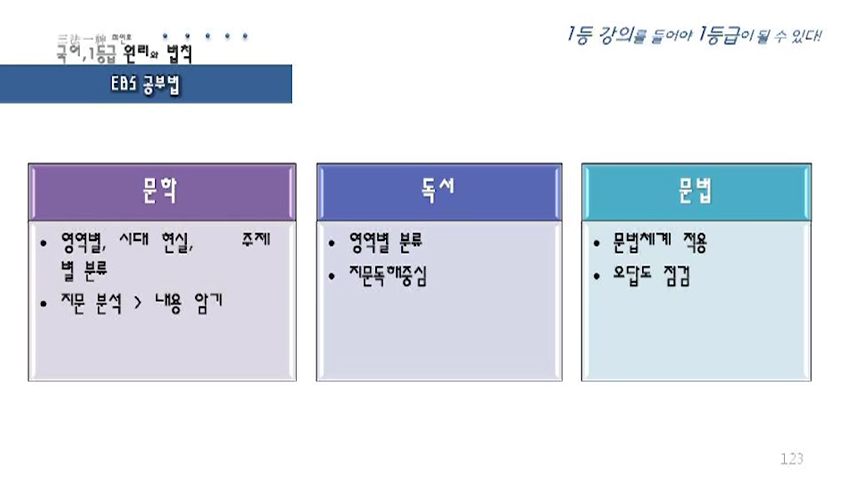 三法一牌
국어,1등급 원리와 법칙
1등 강의를 들어야 1등급이 될 수 있다!
EBS 공부법
문학
• 영역별, 시대 현실, 주제
별 분류
• 지문 분석 > 내용 암기
독서
• 영역별 분류
• 지문독해중심
문법
• 문법체계 적용
• 오답도 점검
123